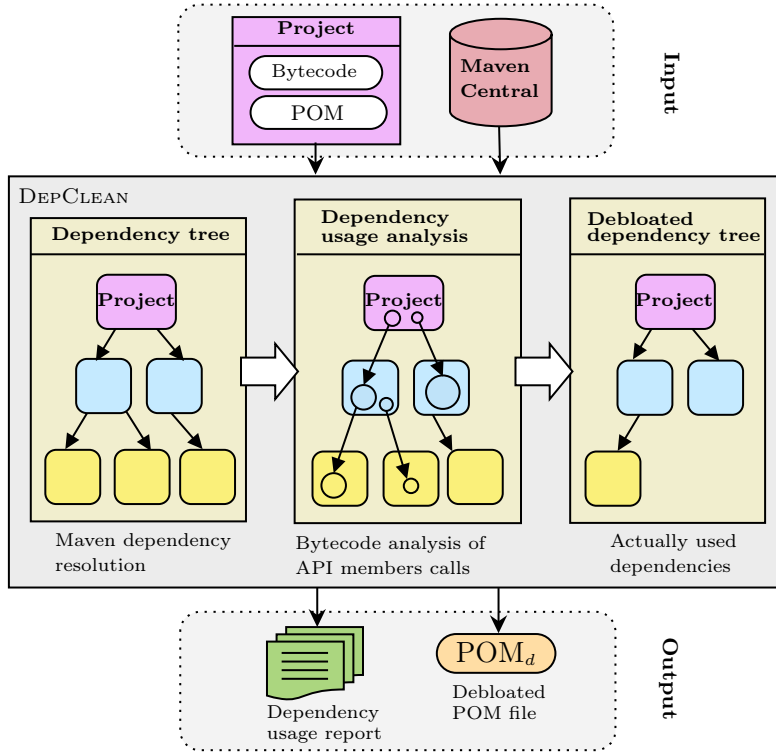 Project
Bytecode
POM
Maven
Central
Input
DEPCLEAN
Dependency tree
Project
Maven dependency
resolution
Dependency
usage analysis
Project
Bytecode analysis of
API members calls
Debloated
dependency tree
Project
Actually used
dependencies
Dependency
usage report
POMd
Debloated
POM file
Output